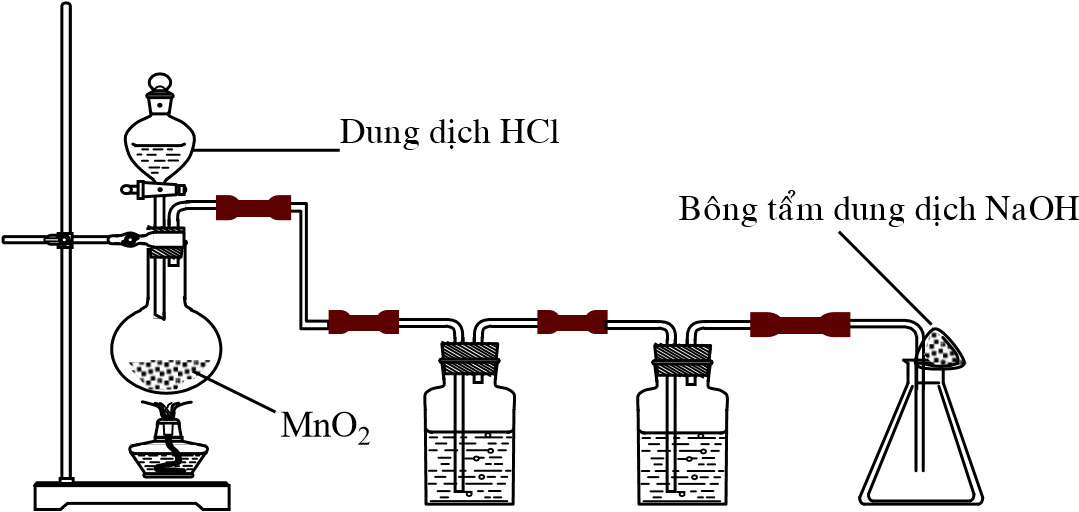 Dung dịch HCl
Bông tẩm dung dịch NaOH
MnO₂